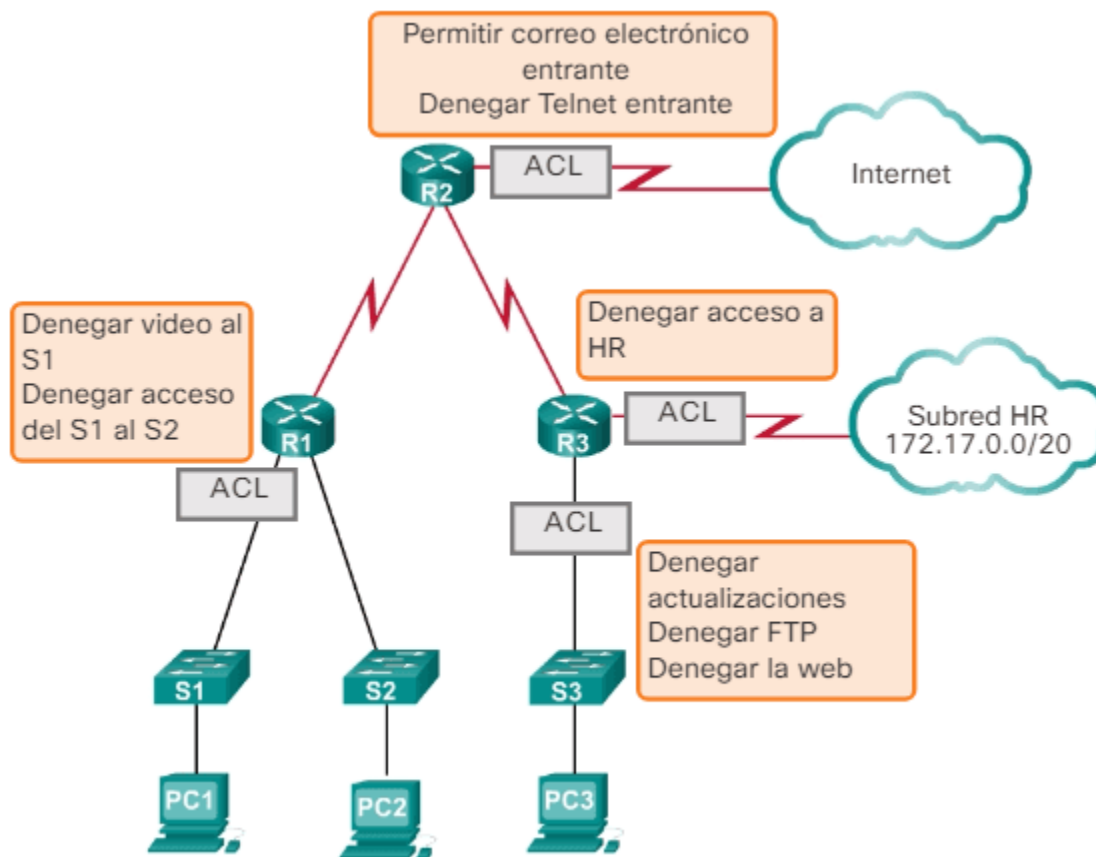 Permitir correo electrónico
entrante
Denegar Telnet entrante
ACL
R2
Internet
Denegar video al
S1
Denegar acceso
del S1 al S2
Denegar acceso a
HR
R1
ACL
R3
ACL
Subred HR
172.17.0.0/20
ACL
Denegar
actualizaciones
Denegar FTP
Denegar la web
S1
S2
S3
PC1
PC2
PC3